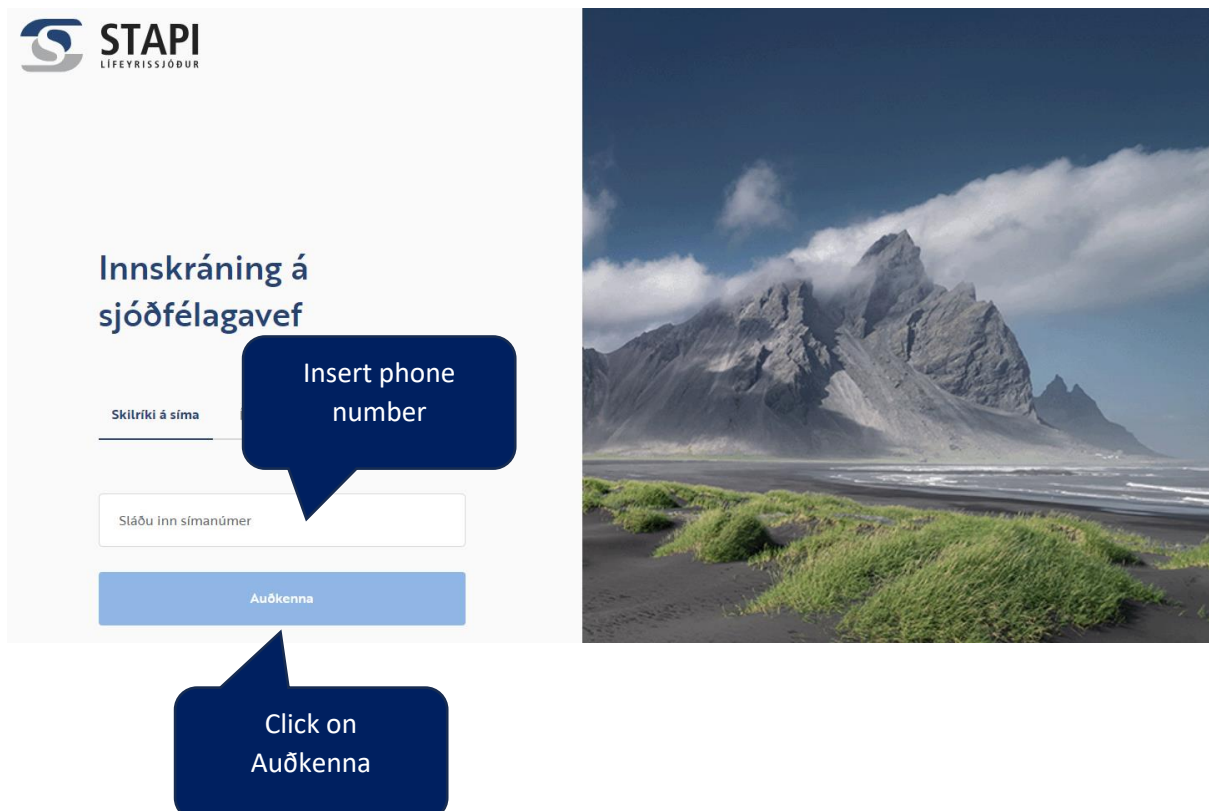 STAPI
LÍFEYRISSJÓÐUR
Innskráning á
sjóðfélagavef
Insert phone
number
Skilríki á síma
Sláðu inn símanúmer
Auðkenna
Click on
Auðkenna